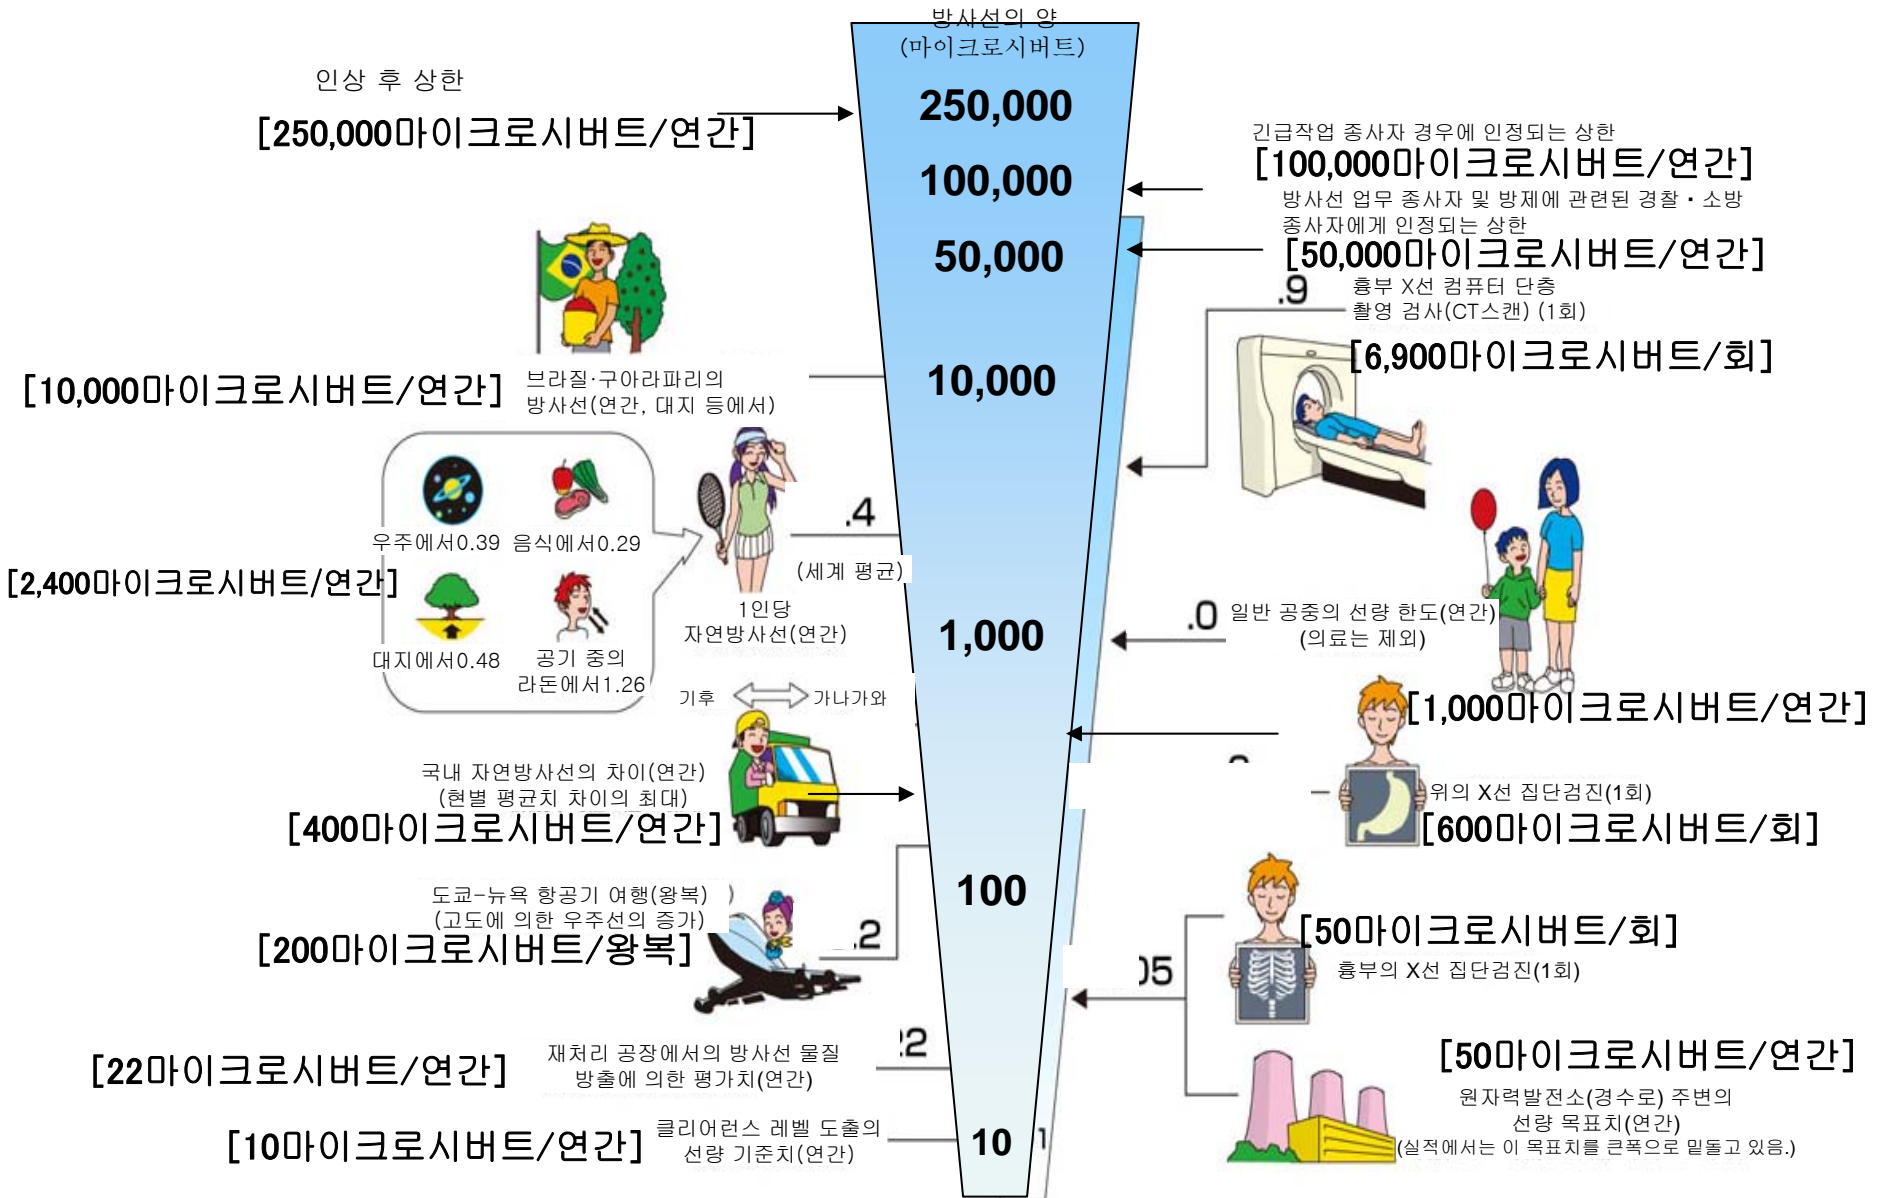 방사선의 양
(마이크로시버트)
250,000
100,000
50,000
10,000
1,000
100
10
인상 후 상한
[250,000마이크로시버트/연간]
[10,000마이크로시버트/연간]
브라질·구아라파리의
방사선(연간, 대지 등에서)
우주에서0.39
음식에서0.29
대지에서0.48
공기 중의
라돈에서1.26
[2,400마이크로시버트/연간]
.4
(세계 평균)
1인당
자연방사선(연간)
기후
가나가와
국내 자연방사선의 차이(연간)
(현별 평균치 차이의 최대)
[400마이크로시버트/연간]
도쿄-뉴욕 항공기 여행(왕복)
(고도에 의한 우주선의 증가)
[200마이크로시버트/왕복]
.2
[22마이크로시버트/연간]
재처리 공장에서의 방사선 물질
방출에 의한 평가치(연간)
[10마이크로시버트/연간]
클리어런스 레벨 도출의
선량 기준치(연간)
긴급작업 종사자 경우에 인정되는 상한
[100,000마이크로시버트/연간]
방사선 업무 종사자 및 방제에 관련된 경찰・소방
종사자에게 인정되는 상한
[50,000마이크로시버트/연간]
.9
흉부 X선 컴퓨터 단층
촬영 검사(CT스캔) (1회)
[6,900마이크로시버트/회]
.0
일반 공중의 선량 한도(연간)
(의료는 제외)
[1,000마이크로시버트/연간]
위의 X선 집단검진(1회)
[600마이크로시버트/회]
[50마이크로시버트/회]
흉부의 X선 집단검진(1회)
05
[50마이크로시버트/연간]
원자력발전소(경수로) 주변의
선량 목표치(연간)
(실적에서는 이 목표치를 큰폭으로 밑돌고 있음.)